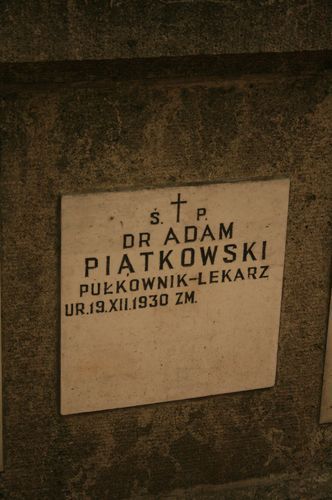 Ś. P.
DR ADAM
PIĄTKOWSKI
PUŁKOWNIK-LEKARZ
UR.19.XII.1930 ZM.